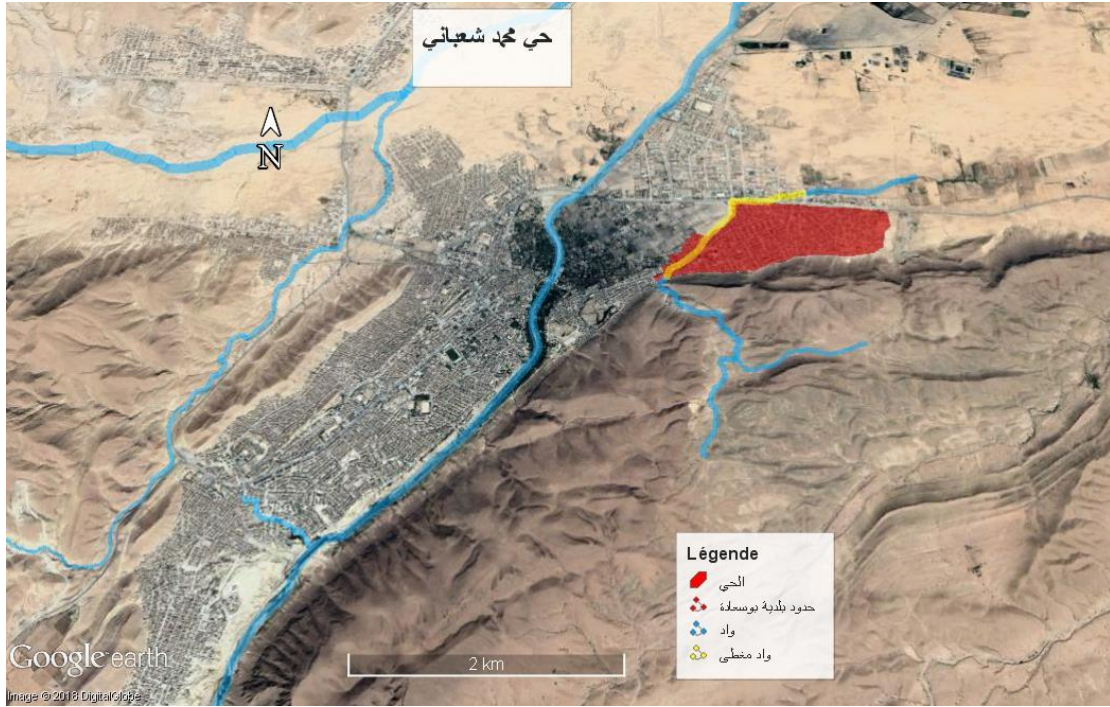 حي محمد شعباني
N
Légende
الحي
حدود بلدية بوسعادة
واد
واد مغطى
2 km
Google earth
Image © 2018 DigitalGlobe